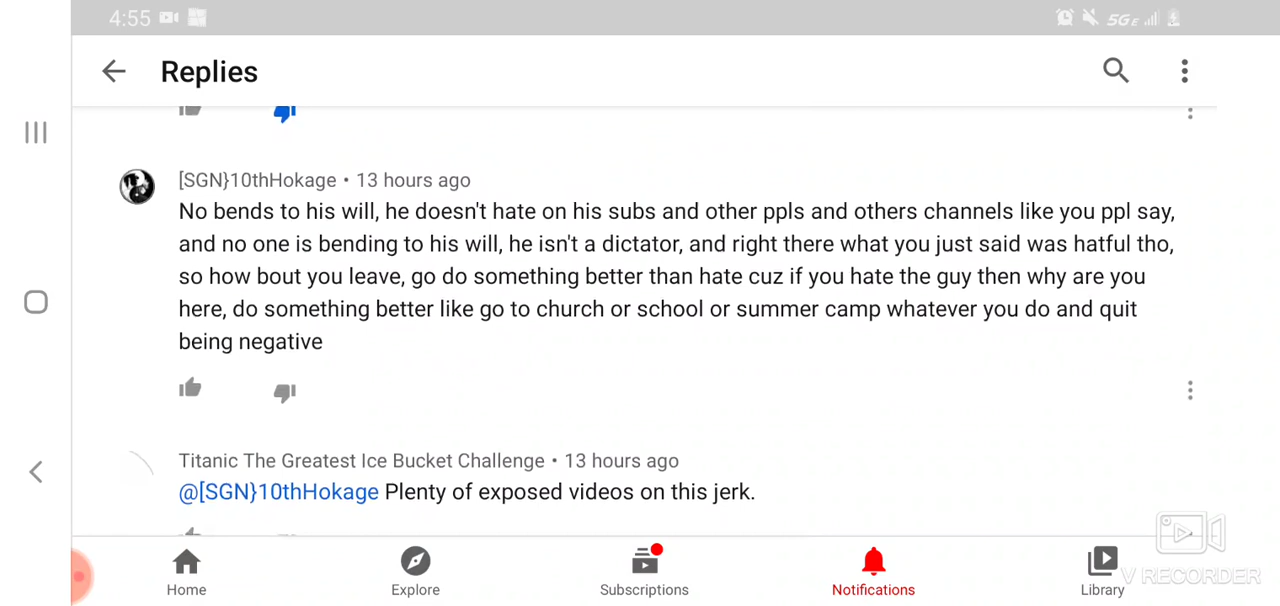 4:55 5GE
Replies
[SGN}10thHokage • 13 hours ago
No bends to his will, he doesn't hate on his subs and other ppls and others channels like you ppl say,
and no one is bending to his will, he isn't a dictator, and right there what you just said was hatful tho,
so how bout you leave, go do something better than hate cuz if you hate the guy then why are you
here, do something better like go to church or school or summer camp whatever you do and quit
being negative
Titanic The Greatest Ice Bucket Challenge • 13 hours ago
@[SGN}10thHokage Plenty of exposed videos on this jerk.
Home Explore Subscriptions Notifications Library
V RECORDER